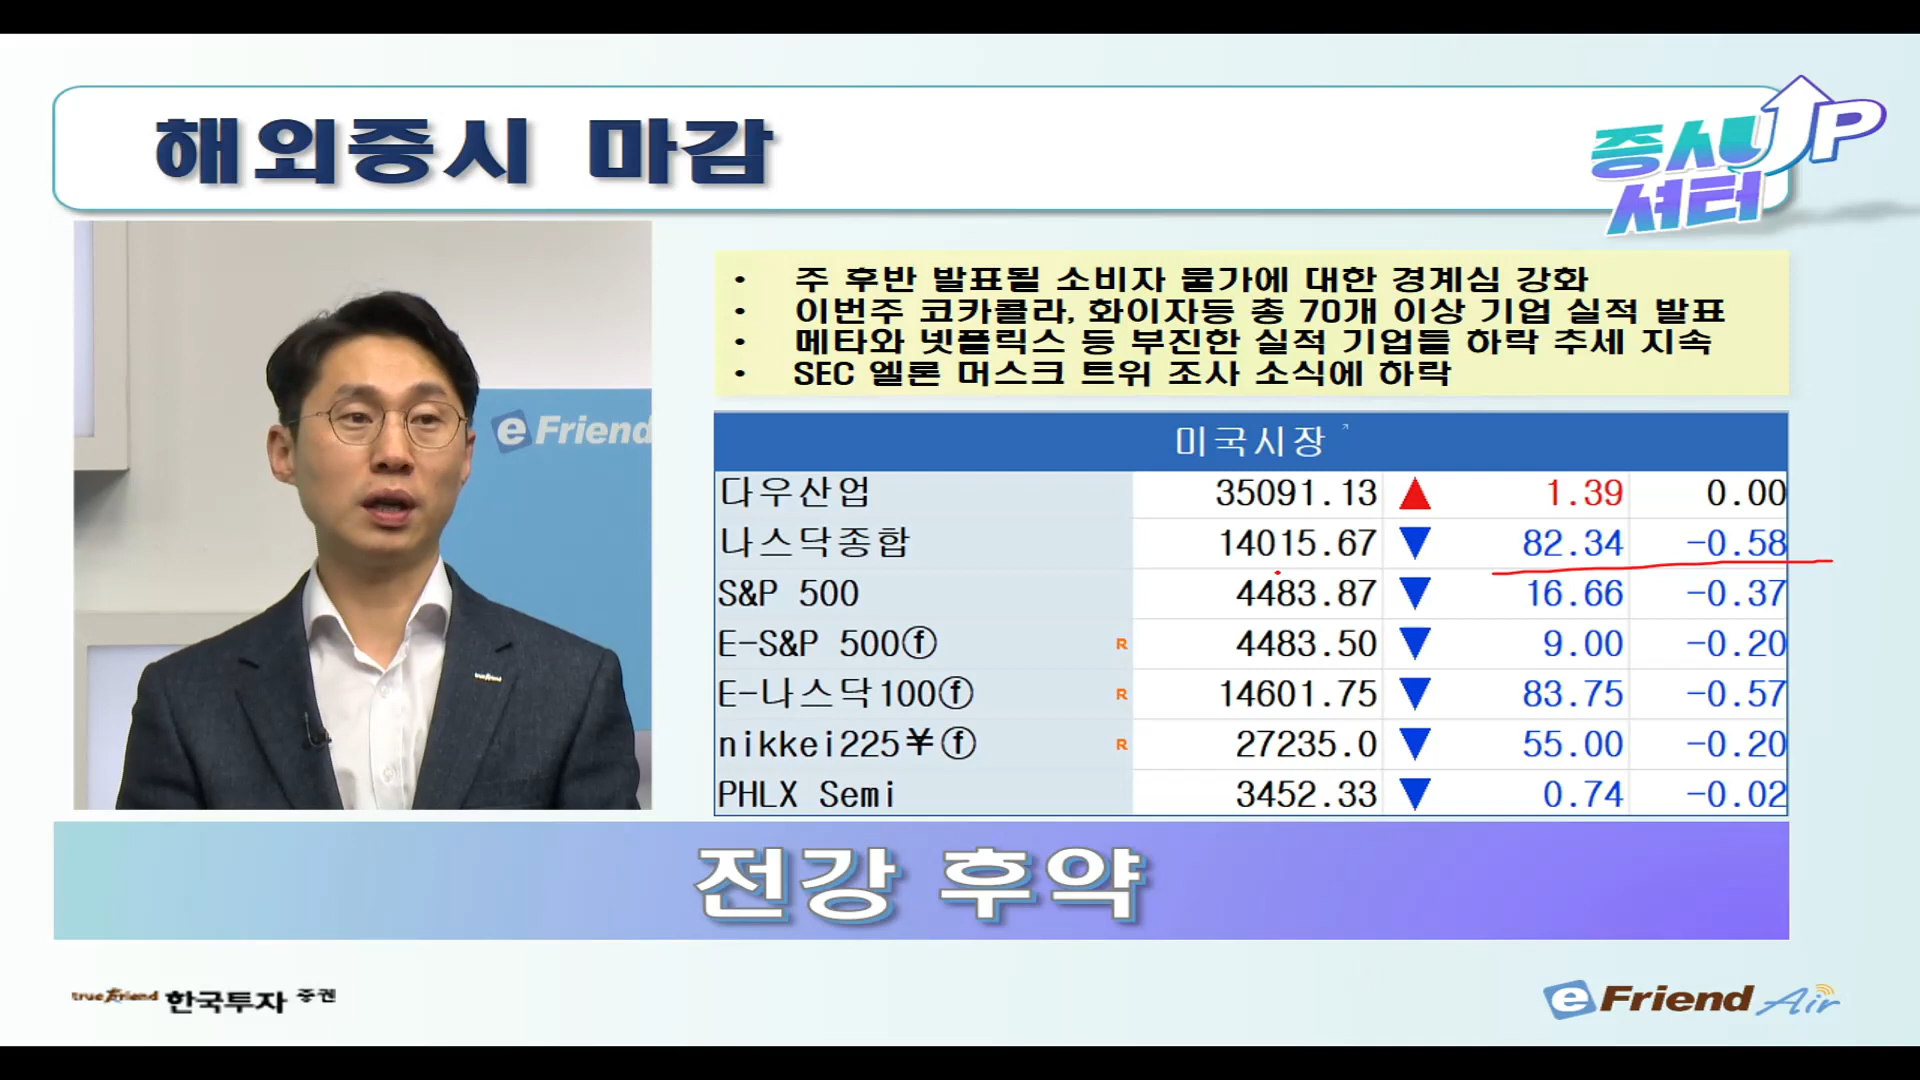 해외증시 마감
증시 UP
셔터
• 주 후반 발표될 소비자 물가에 대한 경계심 강화
• 이번주 코카콜라, 화이자등 총 70개 이상 기업 실적 발표
• 메타와 넷플릭스 등 부진한 실적 기업들 하락 추세 지속
• SEC 엘론 머스크 트위 조사 소식에 하락
e Friend
미국시장
다우산업 35091.13 ▲ 1.39 0.00
나스닥종합 14015.67 ▼ 82.34 -0.58
S&P 500 4483.87 ▼ 16.66 -0.37
E-S&P 500ⓕ R 4483.50 ▼ 9.00 -0.20
E-나스닥100ⓕ R 14601.75 ▼ 83.75 -0.57
nikkei225¥ⓕ R 27235.0 ▼ 55.00 -0.20
PHLX Semi 3452.33 ▼ 0.74 -0.02
전강 후약
true Friend 한국투자 증권
e Friend Air